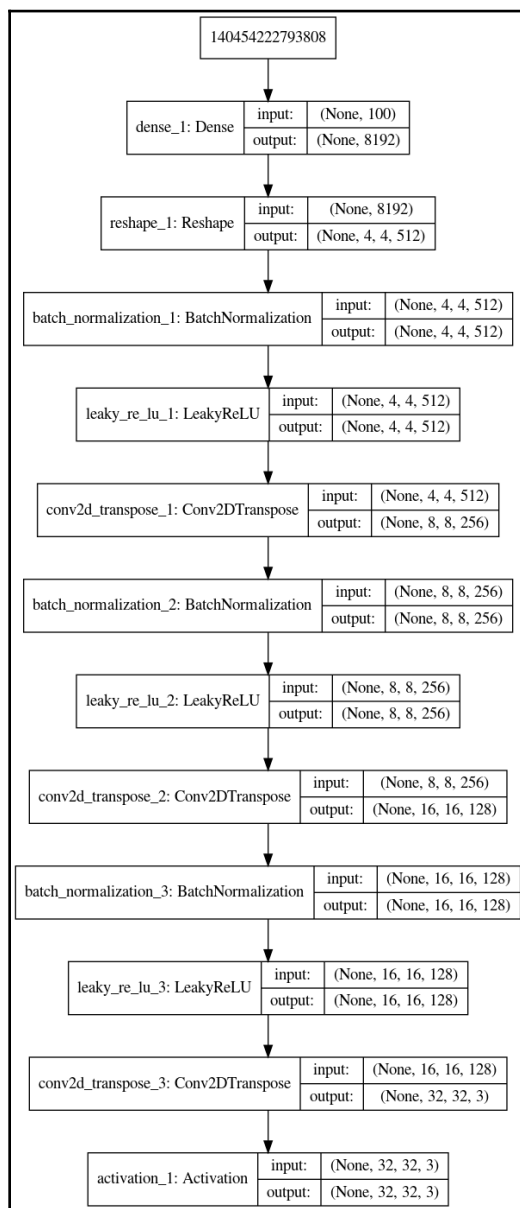 140454222793808
dense_1: Dense
input: (None, 100)
output: (None, 8192)
reshape_1: Reshape
input: (None, 8192)
output: (None, 4, 4, 512)
batch_normalization_1: BatchNormalization
input: (None, 4, 4, 512)
output: (None, 4, 4, 512)
leaky_re_lu_1: LeakyReLU
input: (None, 4, 4, 512)
output: (None, 4, 4, 512)
conv2d_transpose_1: Conv2DTranspose
input: (None, 4, 4, 512)
output: (None, 8, 8, 256)
batch_normalization_2: BatchNormalization
input: (None, 8, 8, 256)
output: (None, 8, 8, 256)
leaky_re_lu_2: LeakyReLU
input: (None, 8, 8, 256)
output: (None, 8, 8, 256)
conv2d_transpose_2: Conv2DTranspose
input: (None, 8, 8, 256)
output: (None, 16, 16, 128)
batch_normalization_3: BatchNormalization
input: (None, 16, 16, 128)
output: (None, 16, 16, 128)
leaky_re_lu_3: LeakyReLU
input: (None, 16, 16, 128)
output: (None, 16, 16, 128)
conv2d_transpose_3: Conv2DTranspose
input: (None, 16, 16, 128)
output: (None, 32, 32, 3)
activation_1: Activation
input: (None, 32, 32, 3)
output: (None, 32, 32, 3)